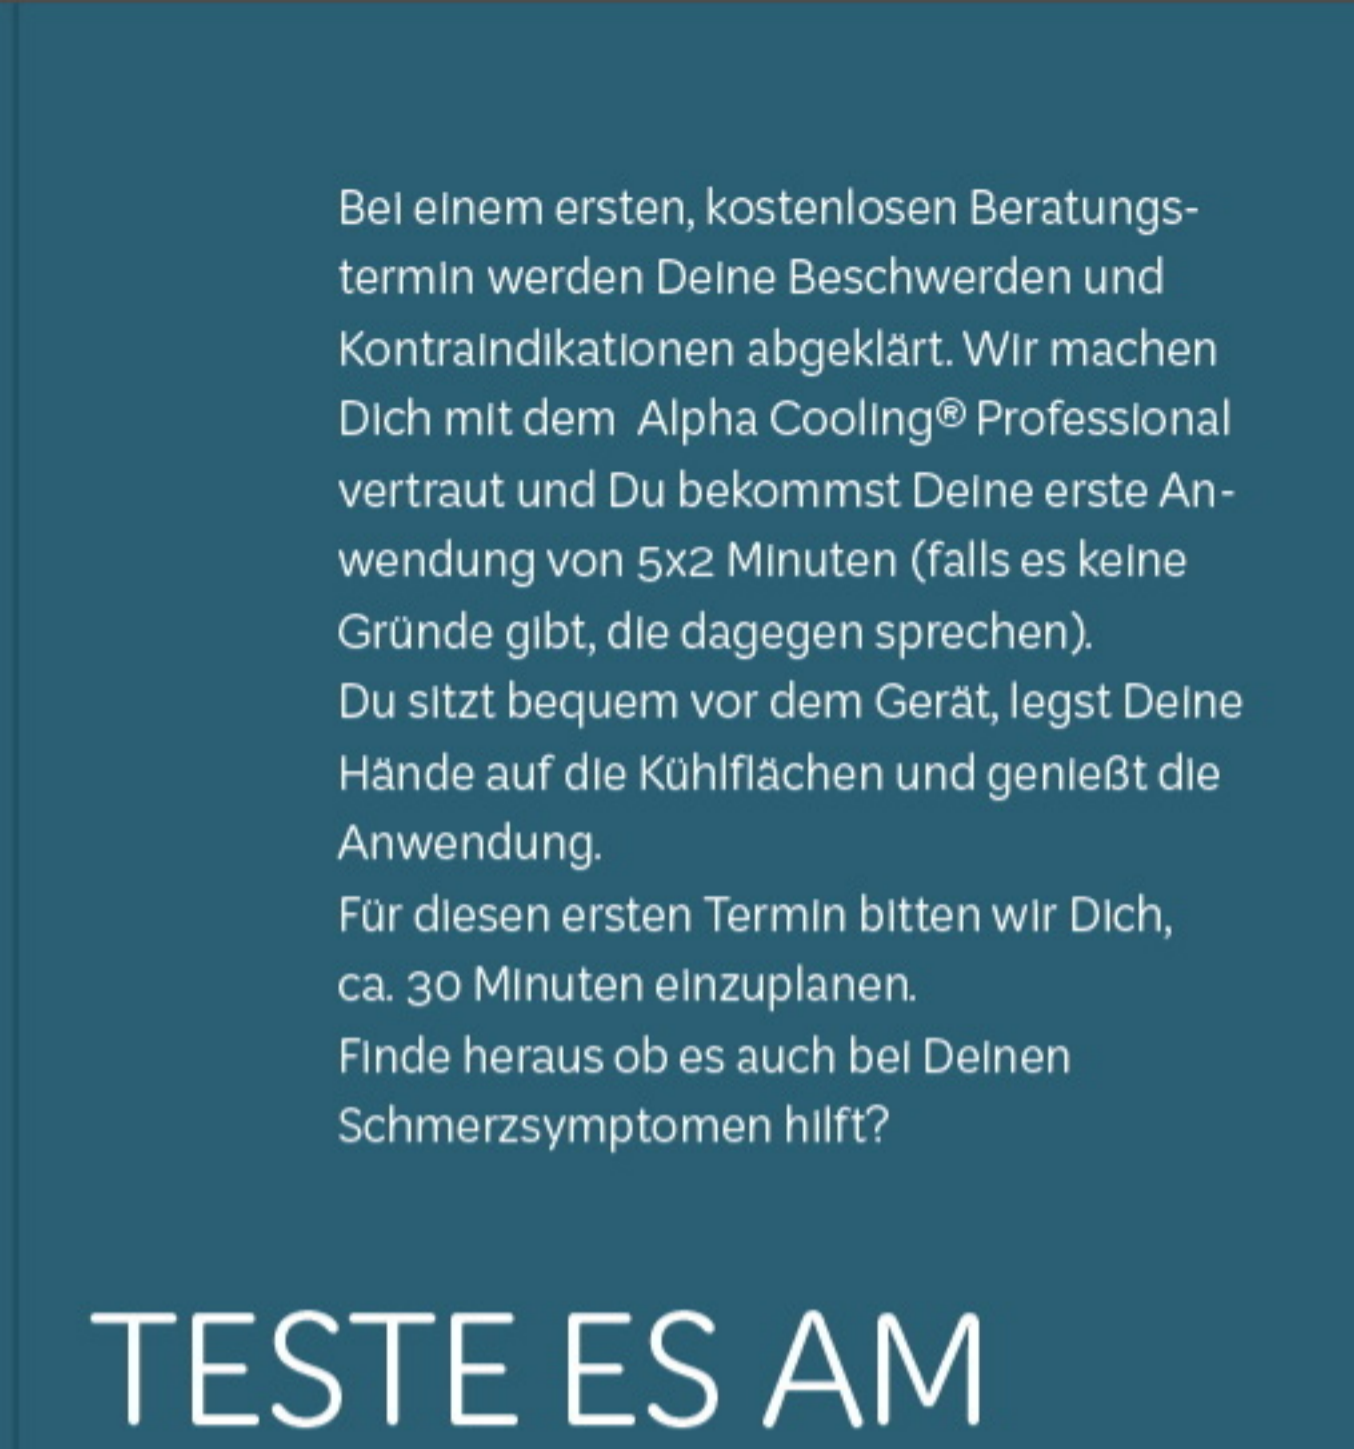 Bei einem ersten, kostenlosen Beratungs-
termin werden Deine Beschwerden und
Kontraindikationen abgeklärt. Wir machen
Dich mit dem  Alpha Cooling® Professional
vertraut und Du bekommst Deine erste An-
wendung von 5x2 Minuten (falls es keine
Gründe gibt, die dagegen sprechen).
Du sitzt bequem vor dem Gerät, legst Deine
Hände auf die Kühlflächen und genießt die
Anwendung.
Für diesen ersten Termin bitten wir Dich,
ca. 30 Minuten einzuplanen.
Finde heraus ob es auch bei Deinen
Schmerzsymptomen hilft?
TESTE ES AM